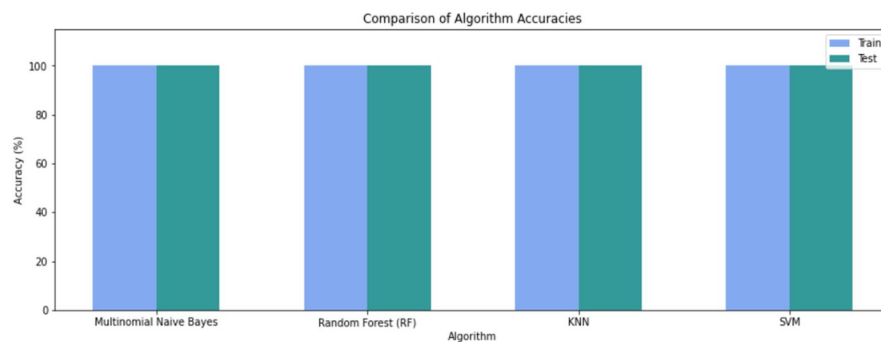 Comparison of Algorithm Accuracies
Train
Test
100
80
60
40
20
0
Accuracy (%)
Multinomial Naive Bayes
Random Forest (RF)
KNN
SVM
Algorithm